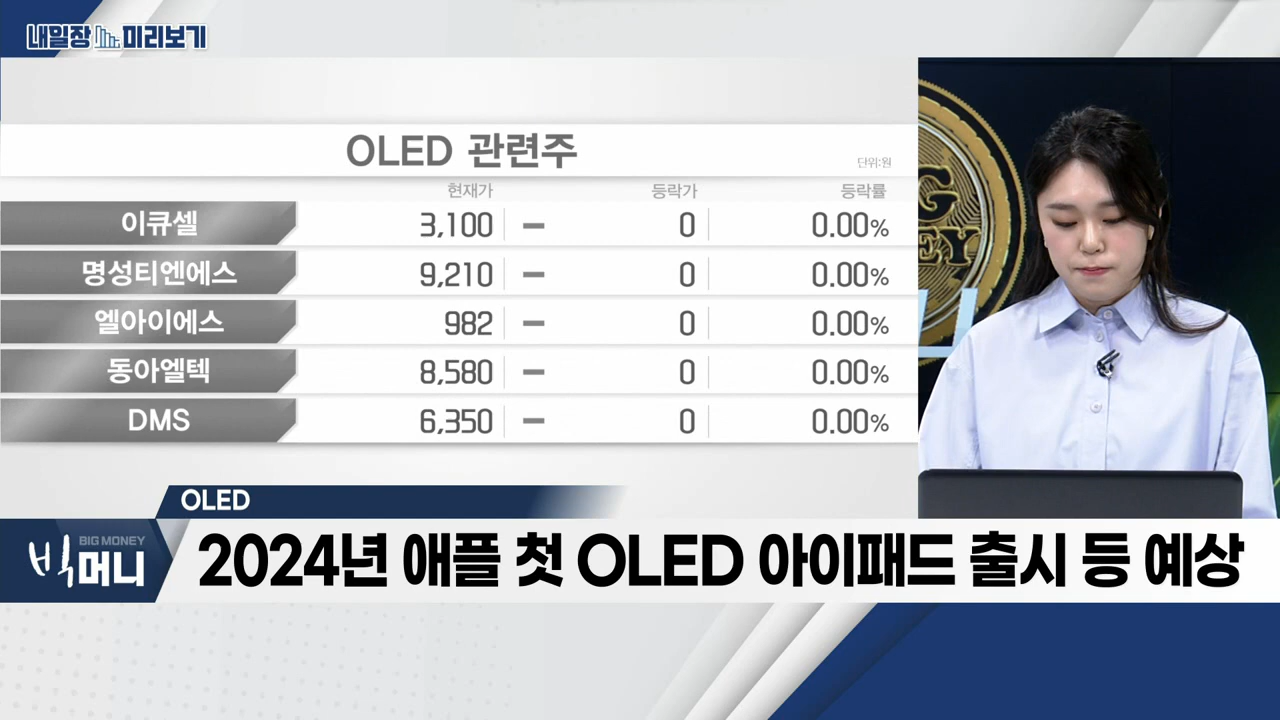 내일장 미리보기
OLED 관련주
단위:원
현재가 등락가 등락률
이큐셀 3,100 – 0 0.00%
명성티엔에스 9,210 – 0 0.00%
엘아이에스 982 – 0 0.00%
동아엘텍 8,580 – 0 0.00%
DMS 6,350 – 0 0.00%
OLED
BIG MONEY
빅머니
2024년 애플 첫 OLED 아이패드 출시 등 예상